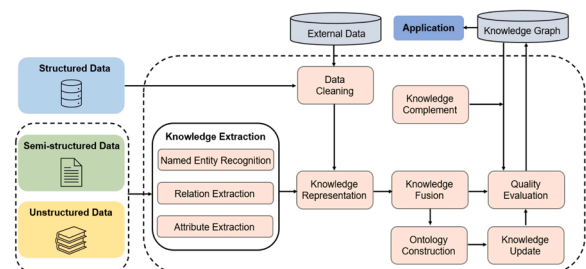 External Data
Application
Knowledge Graph
Structured Data
Data
Cleaning
Knowledge
Complement
Semi-structured Data
Knowledge Extraction
Named Entity Recognition
Relation Extraction
Attribute Extraction
Knowledge
Representation
Knowledge
Fusion
Quality
Evaluation
Unstructured Data
Ontology
Construction
Knowledge
Update